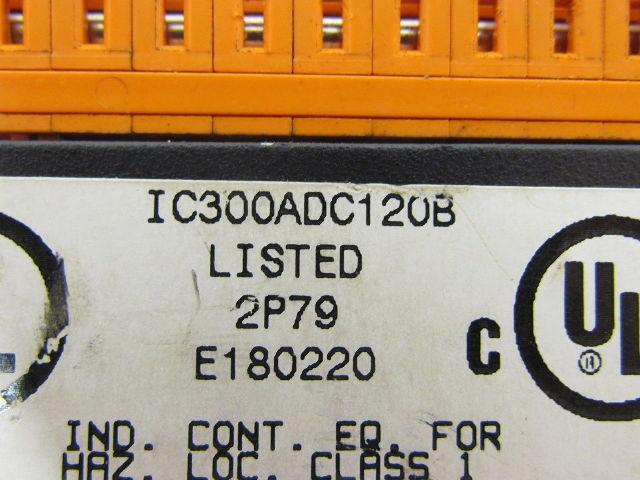 IC300ADC120B
LISTED
2P79
E180220
C UL ®
IND. CONT. EQ. FOR
HAZ. LOC. CLASS 1